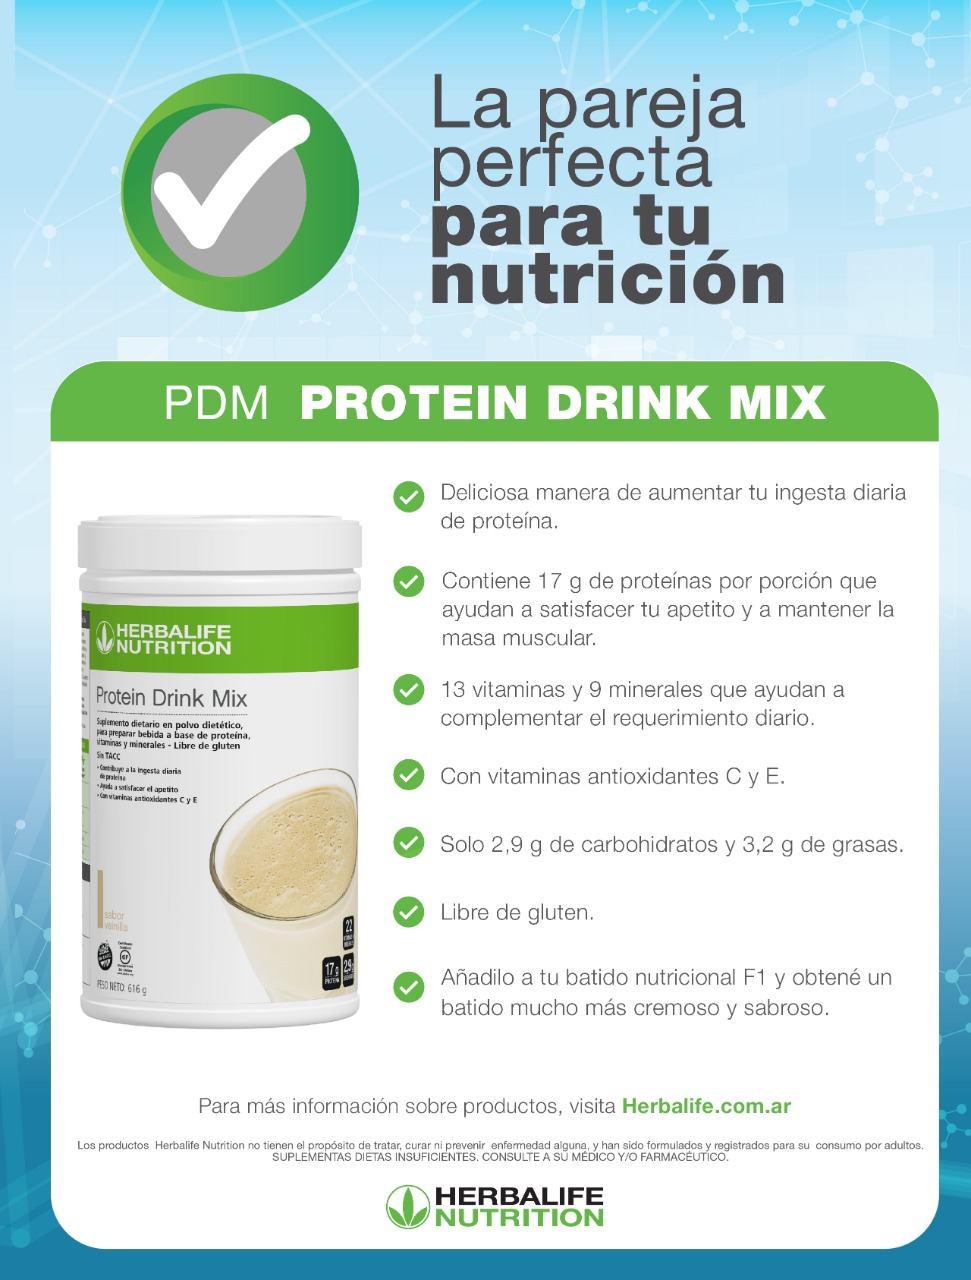 La pareja
perfecta
para tu
nutrición
PDM PROTEIN DRINK MIX
Deliciosa manera de aumentar tu ingesta diaria
de proteína.
Contiene 17 g de proteínas por porción que
ayudan a satisfacer tu apetito y a mantener la
masa muscular.
13 vitaminas y 9 minerales que ayudan a
complementar el requerimiento diario.
Con vitaminas antioxidantes C y E.
Solo 2,9 g de carbohidratos y 3,2 g de grasas.
Libre de gluten.
Añadilo a tu batido nutricional F1 y obtené un
batido mucho más cremoso y sabroso.
HERBALIFE
NUTRITION
Protein Drink Mix
Suplemento dietario en polvo dietético,
para preparar bebida a base de proteína,
vitaminas y minerales - Libre de gluten
Sin TACC
• Contribuye a la ingesta diaria
de proteína
• Ayuda a satisfacer el apetito
• Con vitaminas antioxidantes C y E
sabor
vainilla
22
17 g
PROTEÍNA
2,9
PESO NETO: 616 g
Para más información sobre productos, visita Herbalife.com.ar
Los productos Herbalife Nutrition no tienen el propósito de tratar, curar ni prevenir enfermedad alguna, y han sido formulados y registrados para su consumo por adultos.
SUPLEMENTAS DIETAS INSUFICIENTES. CONSULTE A SU MÉDICO Y/O FARMACÉUTICO.
HERBALIFE
NUTRITION